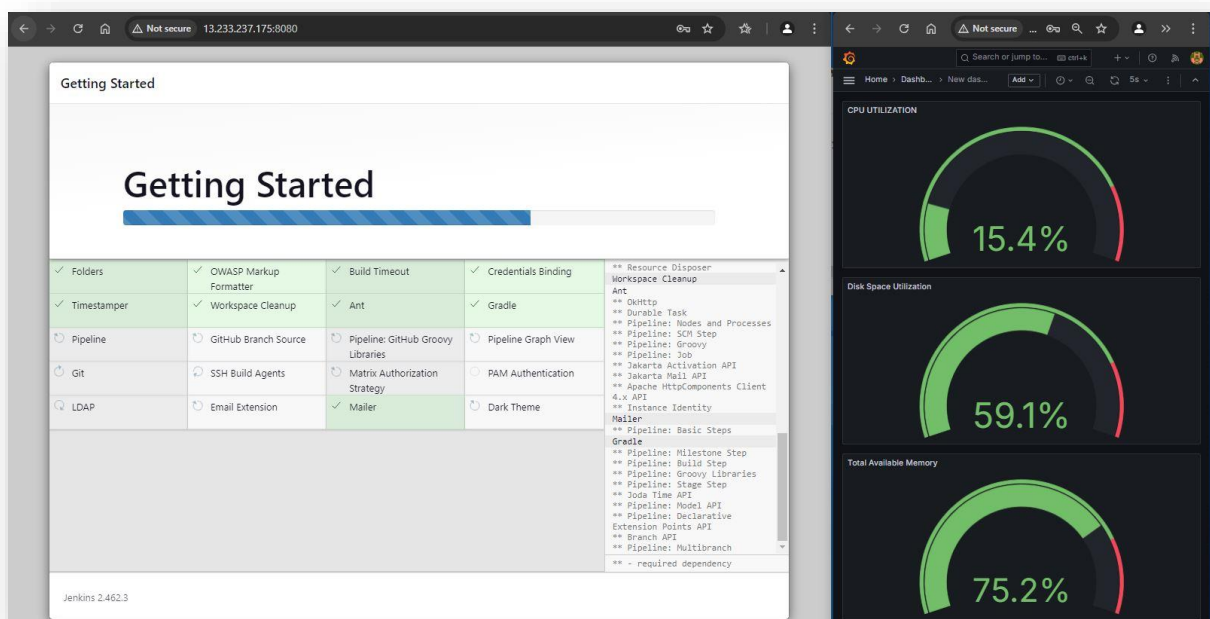 Not secure 13.233.237.175:8080
Getting Started
Getting Started
Folders
OWASP Markup
Formatter
Build Timeout
Credentials Binding
Timestamper
Workspace Cleanup
Ant
Gradle
Pipeline
GitHub Branch Source
Pipeline: GitHub Groovy
Libraries
Pipeline Graph View
Git
SSH Build Agents
Matrix Authorization
Strategy
PAM Authentication
LDAP
Email Extension
Mailer
Dark Theme
** Resource Disposer
Workspace Cleanup
Ant
** OkHttp
** Durable Task
** Pipeline: Nodes and Processes
** Pipeline: SCM Step
** Pipeline: Groovy
** Pipeline: Job
** Jakarta Activation API
** Jakarta Mail API
** Apache HttpComponents Client
4.x API
** Instance Identity
Mailer
** Pipeline: Basic Steps
Gradle
** Pipeline: Milestone Step
** Pipeline: Build Step
** Pipeline: Groovy Libraries
** Pipeline: Stage Step
** Joda Time API
** Pipeline: Model API
** Pipeline: Declarative
Extension Points API
** Branch API
** Pipeline: Multibranch
** - required dependency
Jenkins 2.462.3
Not secure ...
Search or jump to... ctrl+k
Home > Dashb... > New das... Add 5s
CPU UTILIZATION
15.4%
Disk Space Utilization
59.1%
Total Available Memory
75.2%